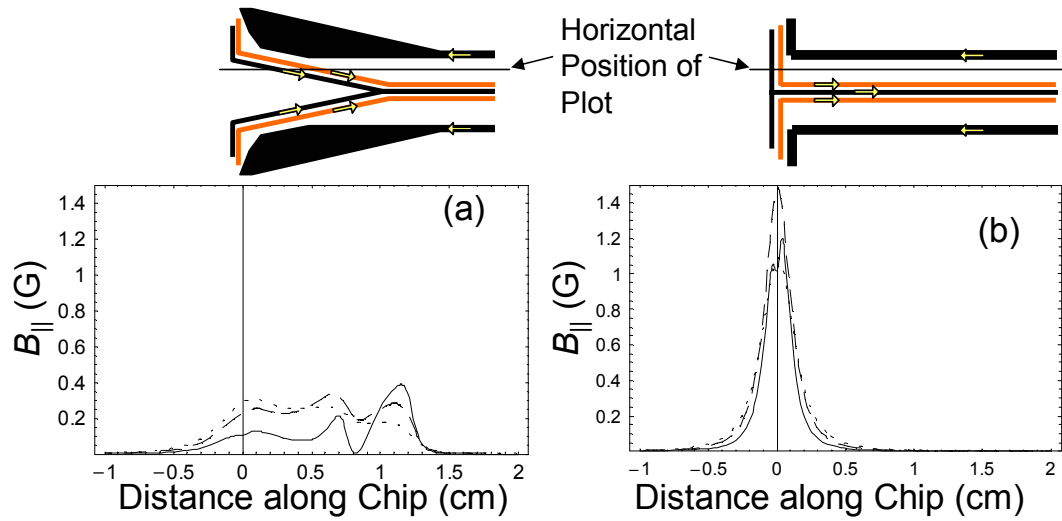 Horizontal
Position of
Plot
(a)
1.4
1.2
1
0.8
0.6
0.4
0.2
B|| (G)
−1 −0.5 0 0.5 1 1.5 2
Distance along Chip (cm)
(b)
1.4
1.2
1
0.8
0.6
0.4
0.2
B|| (G)
−1 −0.5 0 0.5 1 1.5 2
Distance along Chip (cm)